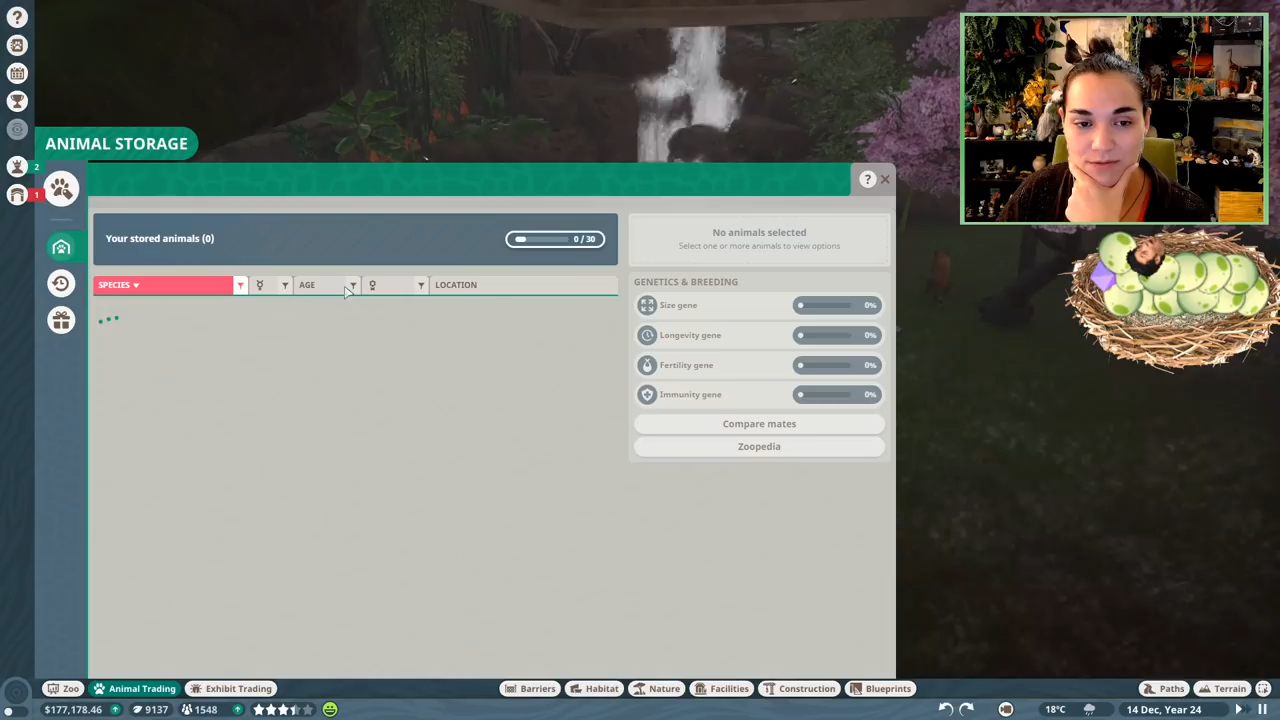 2
1
ANIMAL STORAGE
?
Your stored animals (0)
0 / 30
No animals selected
Select one or more animals to view options
SPECIES
AGE
LOCATION
GENETICS & BREEDING
Size gene
0%
Longevity gene
0%
Fertility gene
0%
Immunity gene
0%
Compare mates
Zoopedia
Zoo
Animal Trading
Exhibit Trading
Barriers
Habitat
Nature
Facilities
Construction
Blueprints
Paths
Terrain
$177,178.46
9137
1548
18°C
14 Dec, Year 24